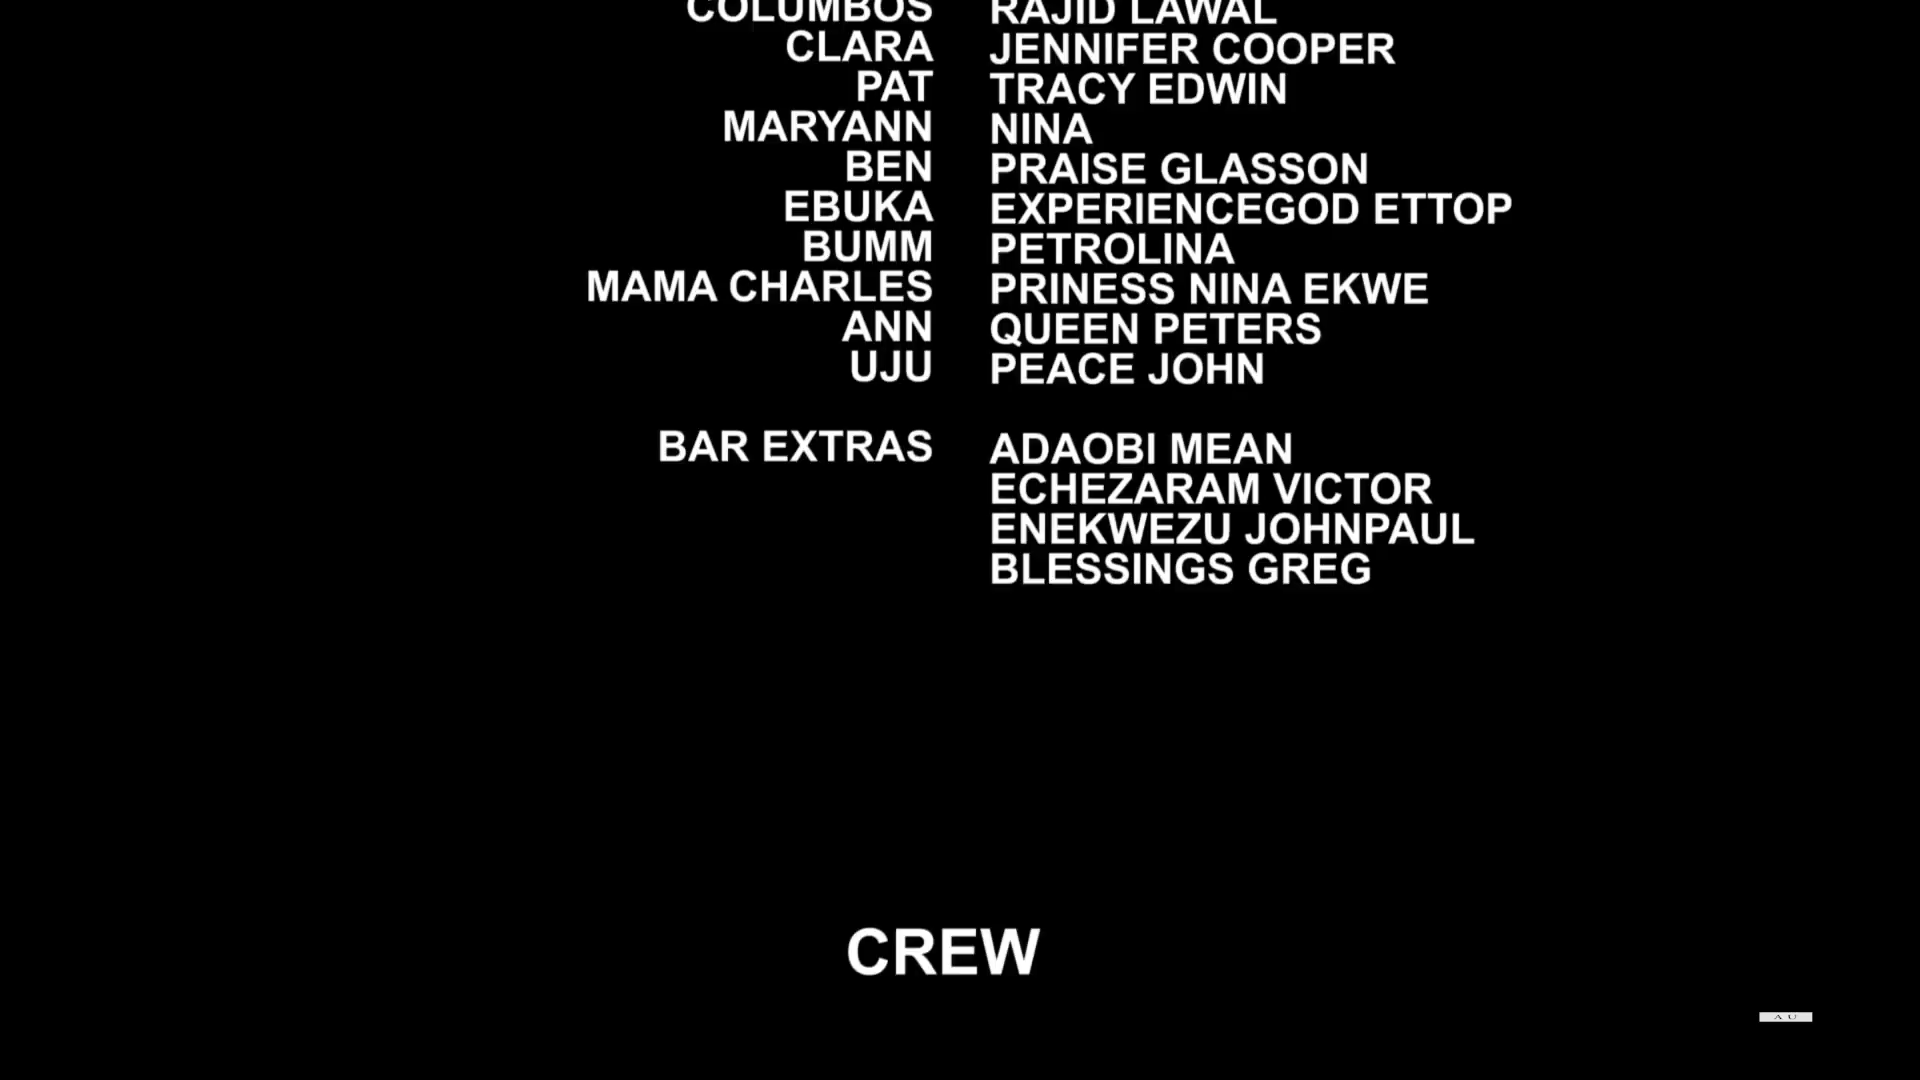 COLUMBOS RAJID LAWAL
CLARA JENNIFER COOPER
PAT TRACY EDWIN
MARYANN NINA
BEN PRAISE GLASSON
EBUKA EXPERIENCEGOD ETTOP
BUMM PETROLINA
MAMA CHARLES PRINESS NINA EKWE
ANN QUEEN PETERS
UJU PEACE JOHN
BAR EXTRAS ADAOBI MEAN
ECHEZARAM VICTOR
ENEKWEZU JOHNPAUL
BLESSINGS GREG
CREW
A U